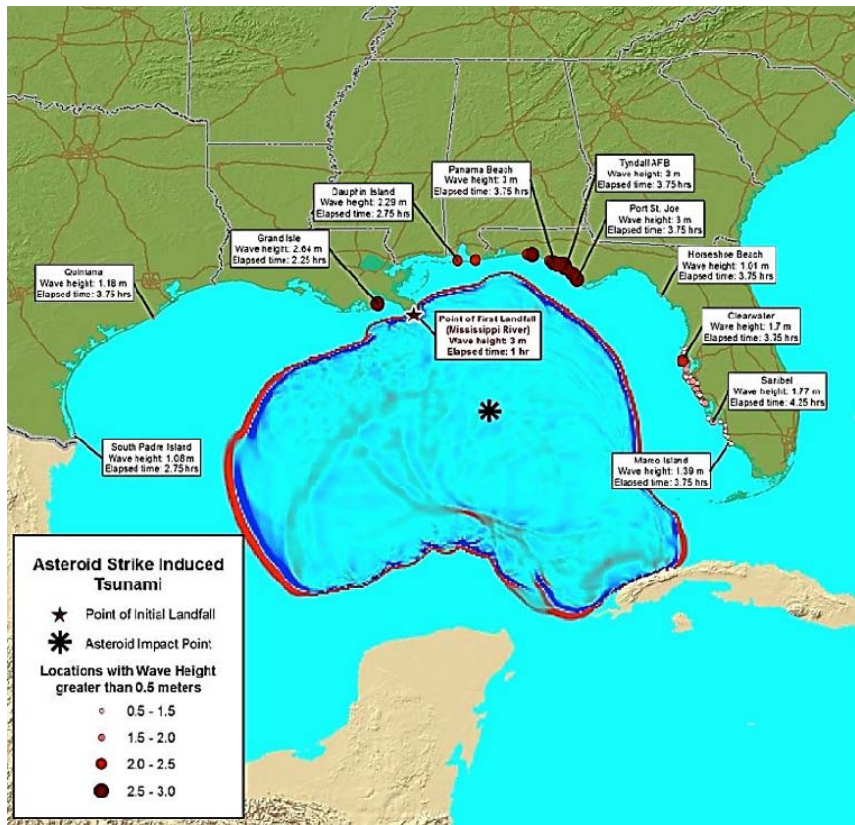 Tyndall AFB
Wave height: 3 m
Elapsed time: 3.75 hrs
Panama Beach
Wave height: 3 m
Elapsed time: 3.75 hrs
Dauphin Island
Wave height: 2.29 m
Elapsed time: 2.75 hrs
Port St. Joe
Wave height: 3 m
Elapsed time: 3.75 hrs
Grand Isle
Wave height: 2.64 m
Elapsed time: 2.25 hrs
Horseshoe Beach
Wave height: 1.01 m
Elapsed time: 3.75 hrs
Quintana
Wave height: 1.18 m
Elapsed time: 3.75 hrs
Point of First Landfall
(Mississippi River)
Wave height: 3 m
Elapsed time: 1 hr
Clearwater
Wave height: 1.7 m
Elapsed time: 3.75 hrs
Sanibel
Wave height: 1.77 m
Elapsed time: 4.25 hrs
South Padre Island
Wave height: 1.08m
Elapsed time: 2.75 hrs
Marco Island
Wave height: 1.39 m
Elapsed time: 3.75 hrs
Asteroid Strike Induced
Tsunami
Point of Initial Landfall
Asteroid Impact Point
Locations with Wave Height
greater than 0.5 meters
0.5 - 1.5
1.5 - 2.0
2.0 - 2.5
2.5 - 3.0